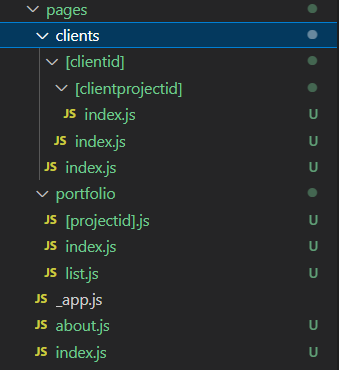 pages
clients
[clientid]
[clientprojectid]
JS index.js U
JS index.js U
JS index.js U
portfolio
JS [projectid].js U
JS index.js U
JS list.js U
JS _app.js
JS about.js U
JS index.js U